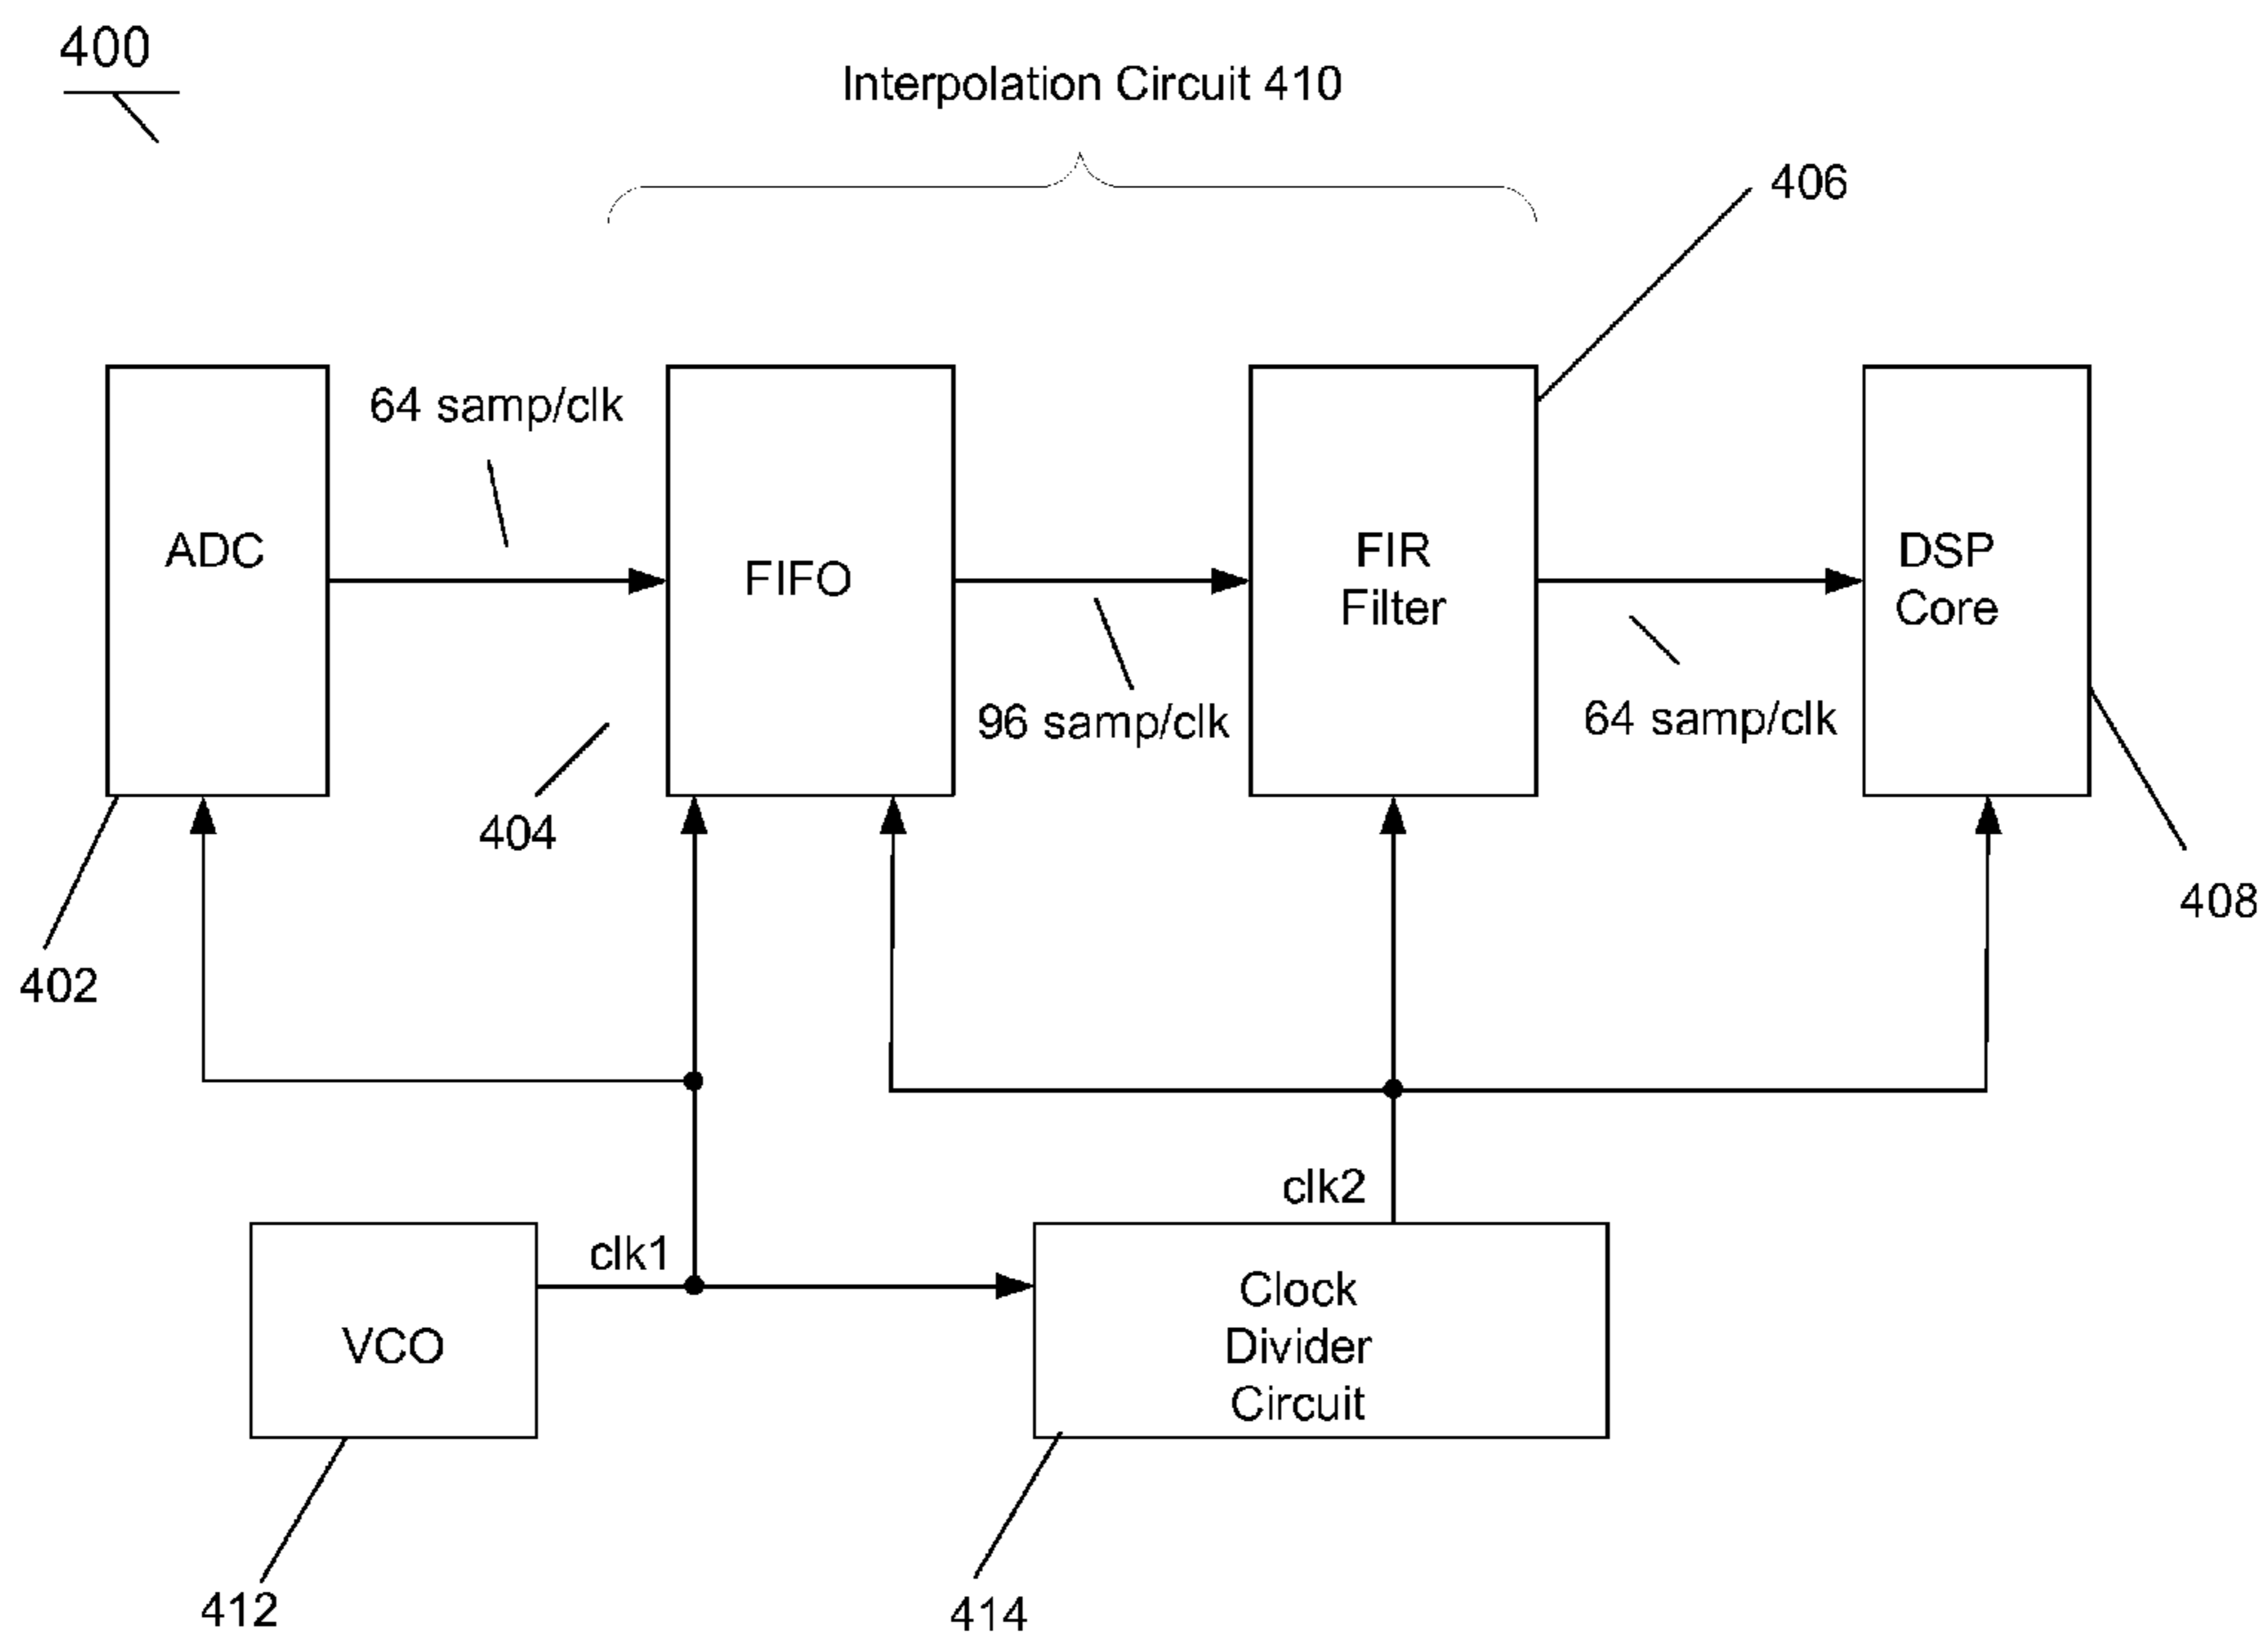 400
Interpolation Circuit 410
406
64 samp/clk
ADC
FIFO
FIR
Filter
DSP
Core
96 samp/clk
64 samp/clk
404
402
408
clk2
clk1
VCO
Clock
Divider
Circuit
412
414